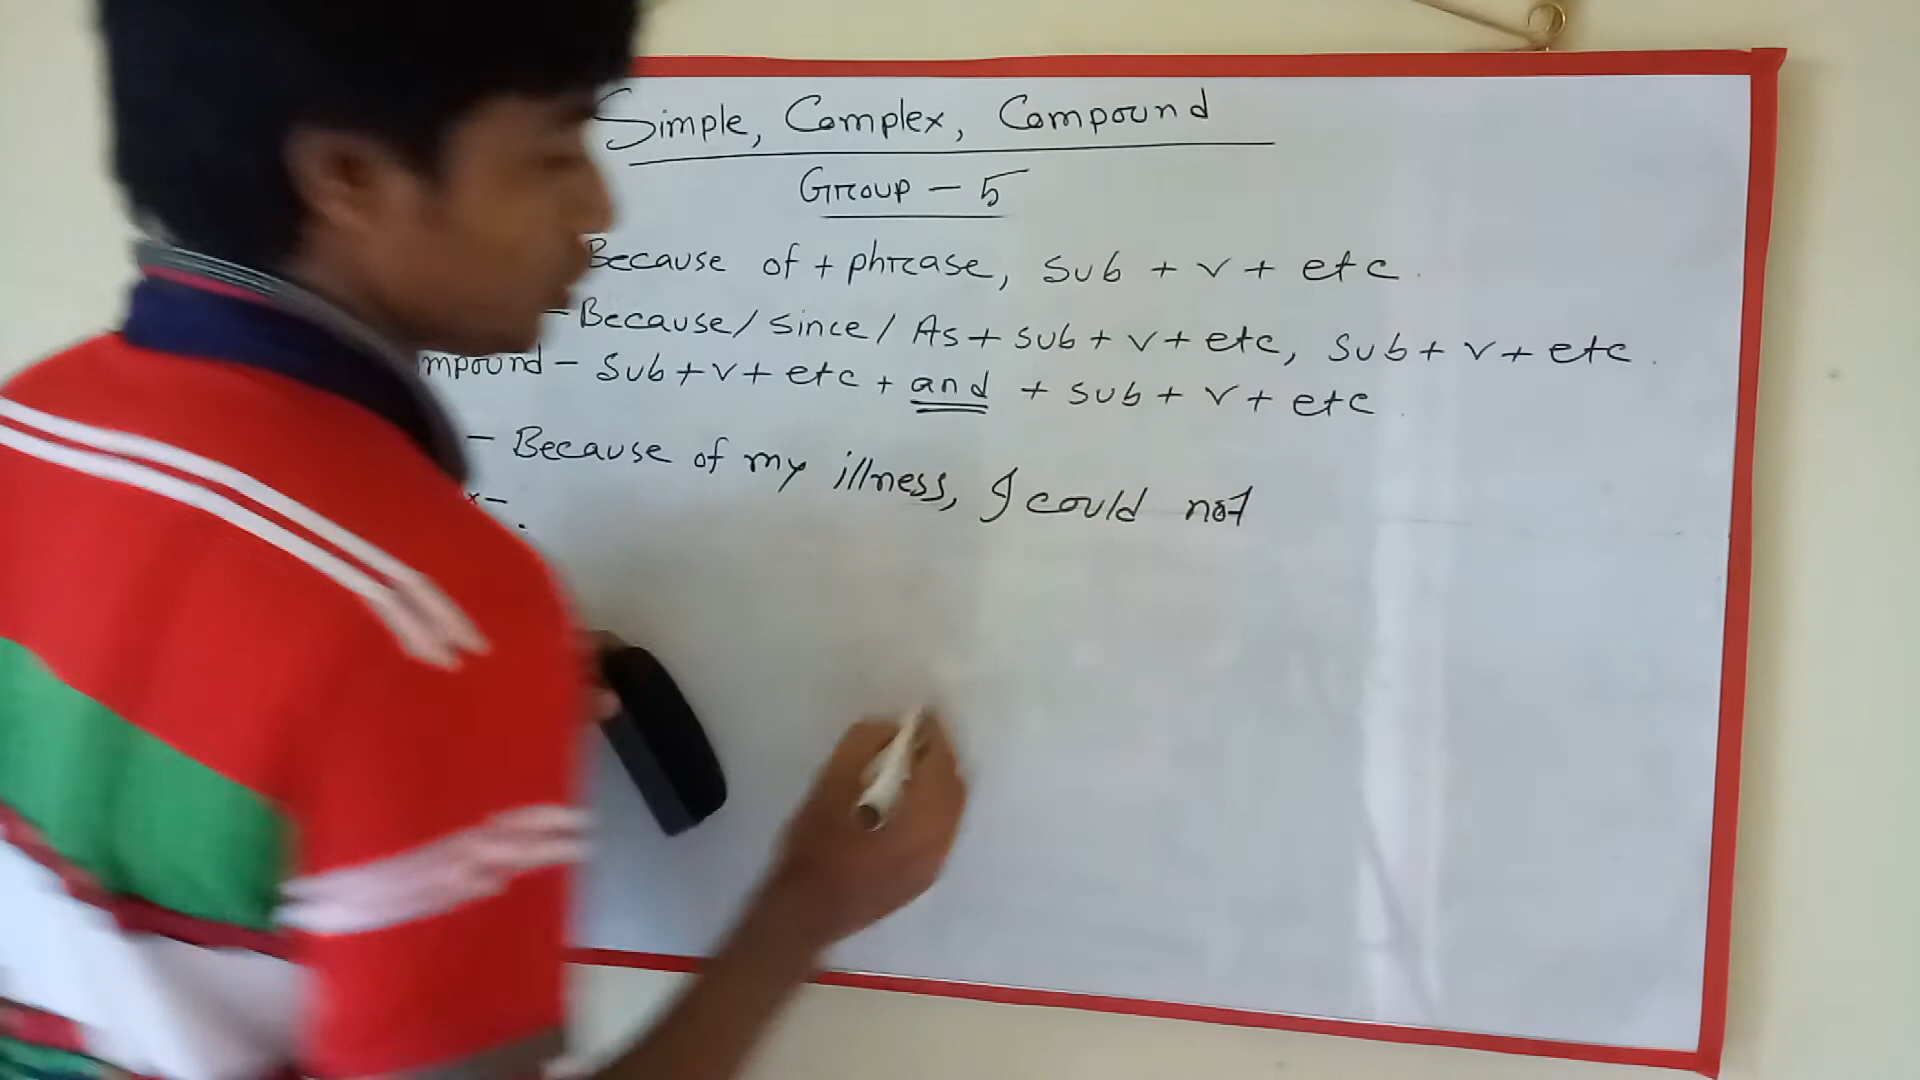 Simple, Complex, Compound
Group - 5
Because of + phrase, sub + v + etc.
- Because/ since/ As + sub + v + etc, sub + v + etc.
mpound - sub + v + etc + and + sub + v + etc.
- Because of my illness, I could not
x -